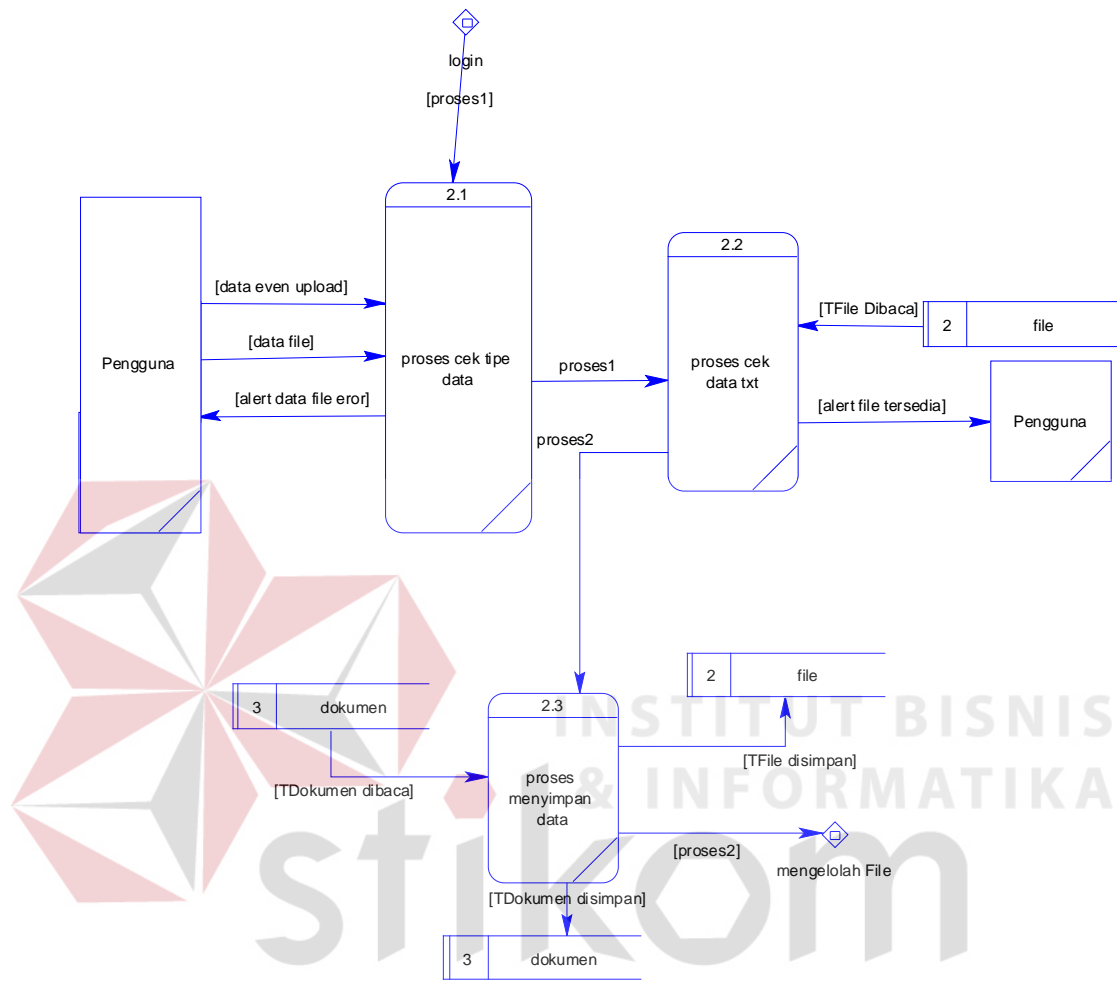 login
[proses1]
2.1
2.2
[data even upload]
[TFile Dibaca]
2
file
[data file]
Pengguna
proses cek tipe
data
proses1
proses cek
data txt
[alert data file eror]
[alert file tersedia]
Pengguna
proses2
2
file
3
dokumen
2.3
INSTITUT BISNIS
& INFORMATIKA
stikom
[TFile disimpan]
proses
menyimpan
data
[TDokumen dibaca]
[proses2]
mengelolah File
[TDokumen disimpan]
3
dokumen